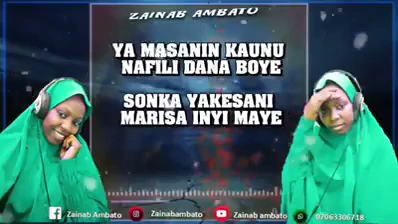 ZAINAB AMBATO
YA MASANIN KAUNU
NAFILI DANA BOYE
SONKA YAKESANI
MARISA INYI MAYE
Zainab Ambato
Zainabambato
Zainab Ambato
07063306718